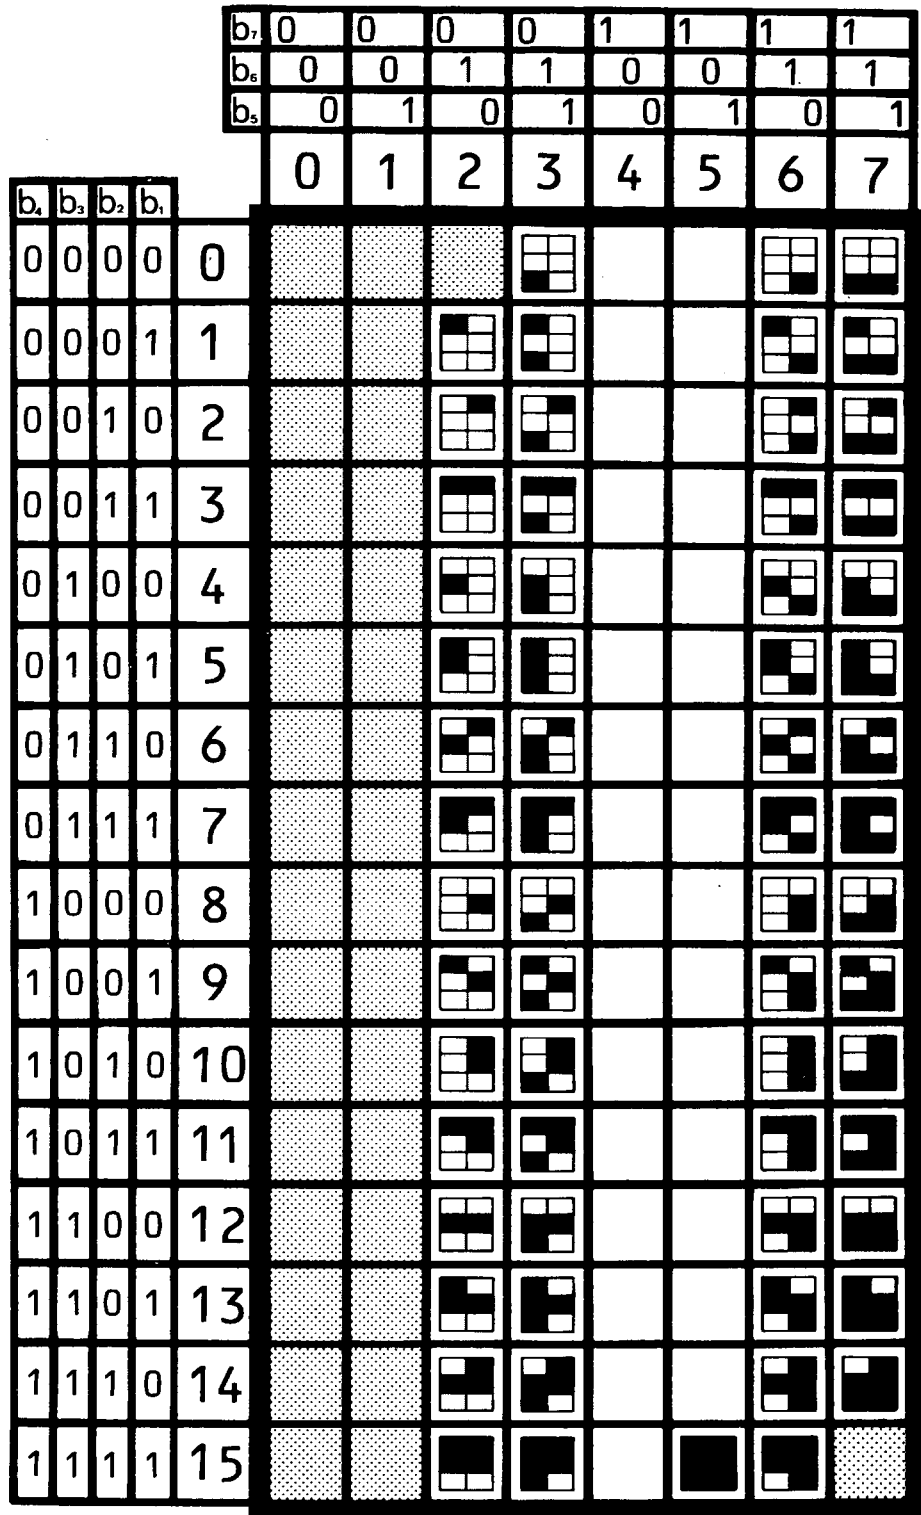 b₇ 0 0 0 0 1 1 1 1
b₆ 0 0 1 1 0 0 1 1
b₅ 0 1 0 1 0 1 0 1
0 1 2 3 4 5 6 7
b₄ b₃ b₂ b₁
0 0 0 0 0
0 0 0 1 1
0 0 1 0 2
0 0 1 1 3
0 1 0 0 4
0 1 0 1 5
0 1 1 0 6
0 1 1 1 7
1 0 0 0 8
1 0 0 1 9
1 0 1 0 10
1 0 1 1 11
1 1 0 0 12
1 1 0 1 13
1 1 1 0 14
1 1 1 1 15